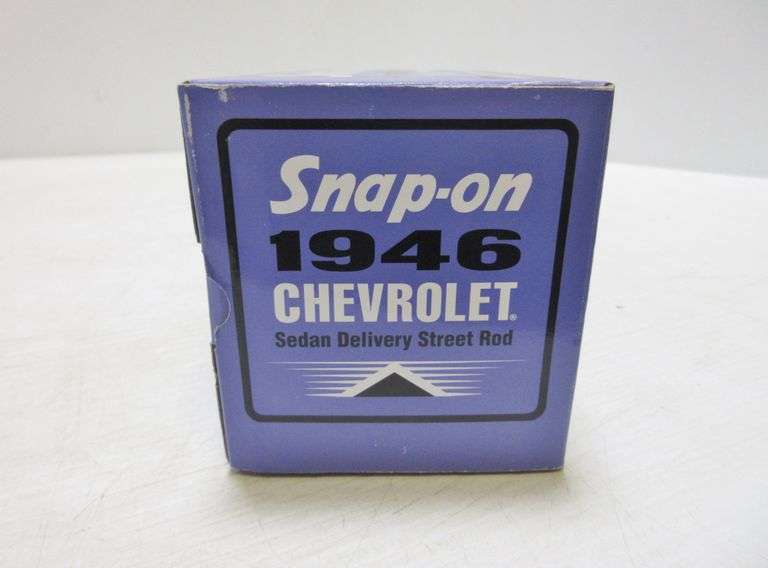 Snap-on
1946
CHEVROLET®
Sedan Delivery Street Rod